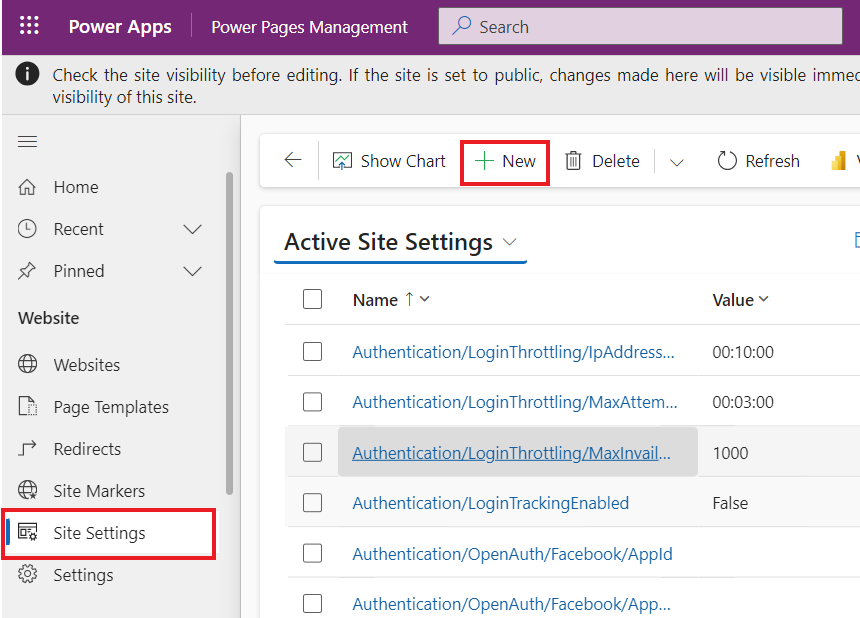 Power Apps
Power Pages Management
Search
Check the site visibility before editing. If the site is set to public, changes made here will be visible immed
visibility of this site.
Show Chart
New
Delete
Refresh
Home
Recent
Pinned
Website
Websites
Page Templates
Redirects
Site Markers
Site Settings
Settings
Active Site Settings
Name ↑ Value
Authentication/LoginThrottling/IpAddress... 00:10:00
Authentication/LoginThrottling/MaxAttem... 00:03:00
Authentication/LoginThrottling/MaxInvail... 1000
Authentication/LoginTrackingEnabled False
Authentication/OpenAuth/Facebook/AppId
Authentication/OpenAuth/Facebook/App...